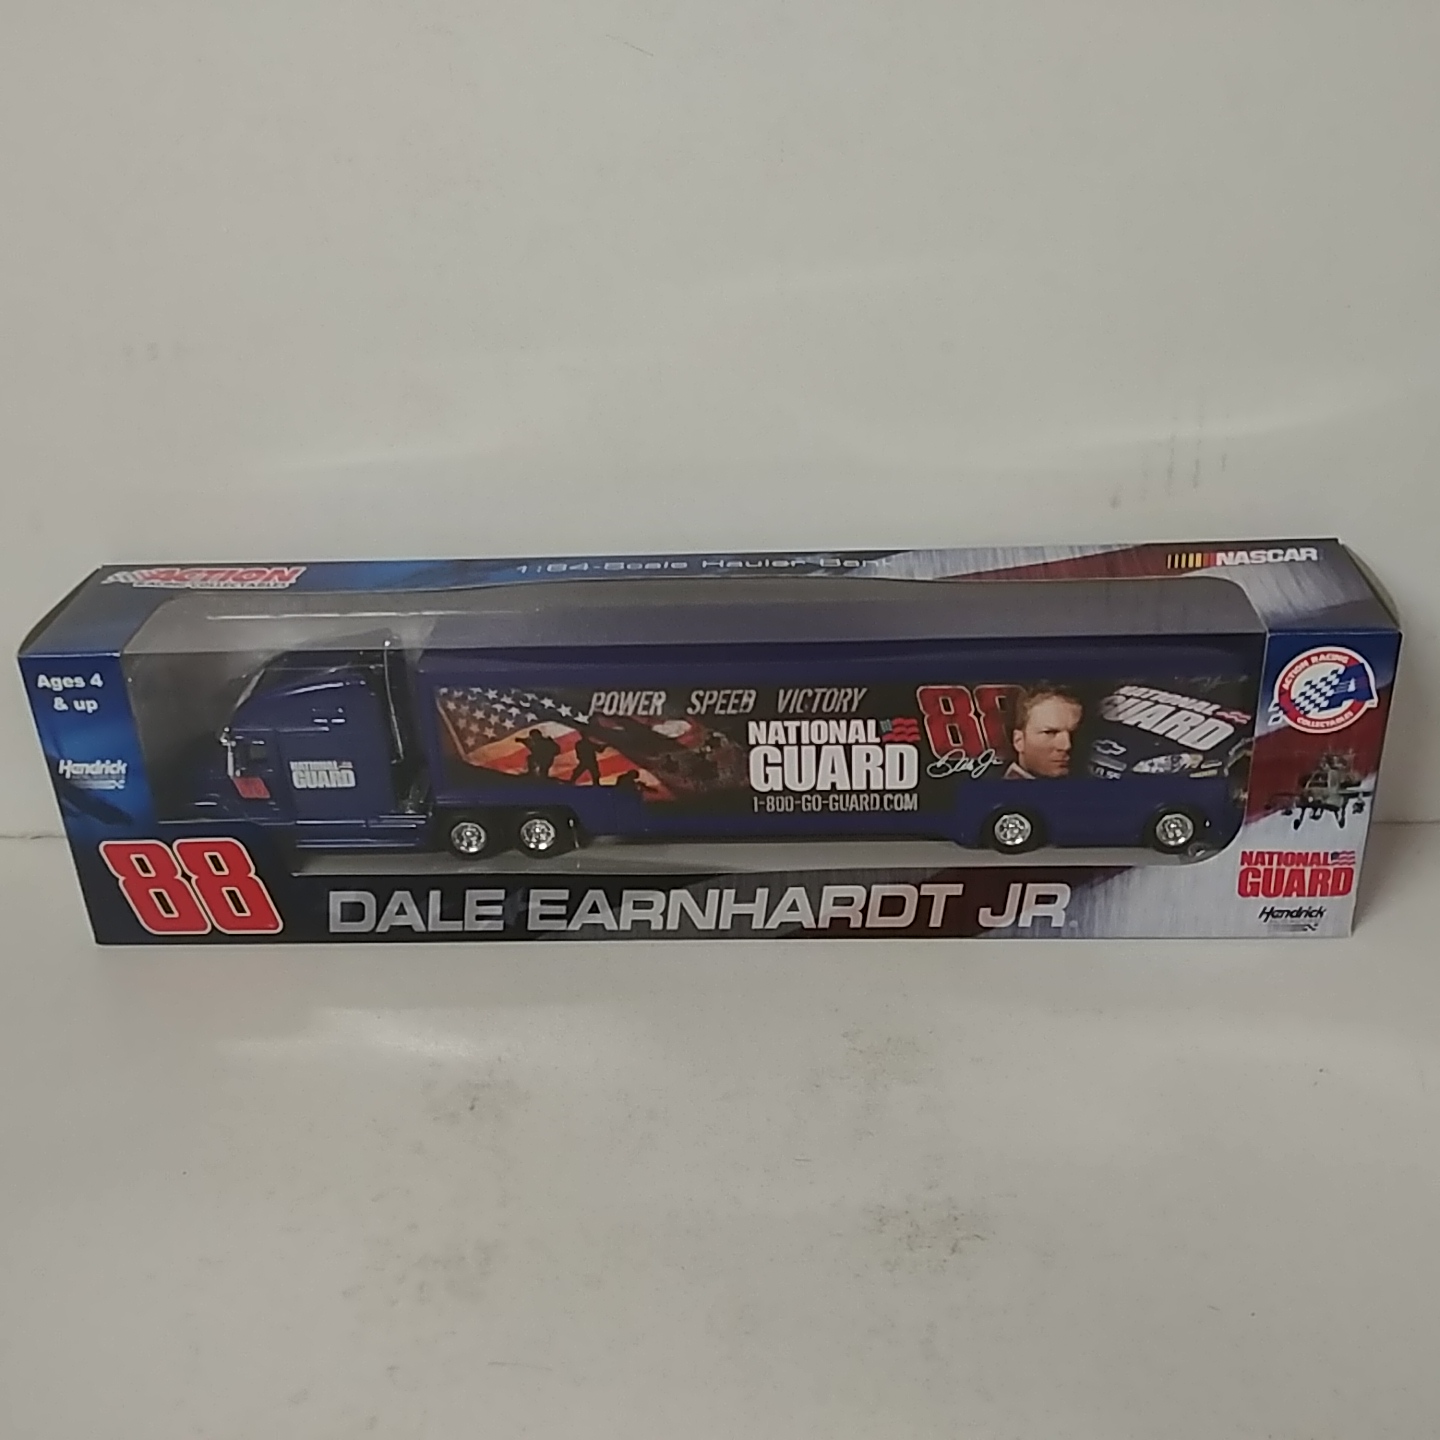 ACTION
1:64-Scale Hauler Bank
NASCAR
Ages 4
& up
Hendrick
88
NATIONAL
GUARD
POWER SPEED VICTORY
NATIONAL
GUARD
1-800-GO-GUARD.COM
88
NATIONAL
GUARD
ACTION RACING
COLLECTABLES
88
DALE EARNHARDT JR.
NATIONAL
GUARD
Hendrick